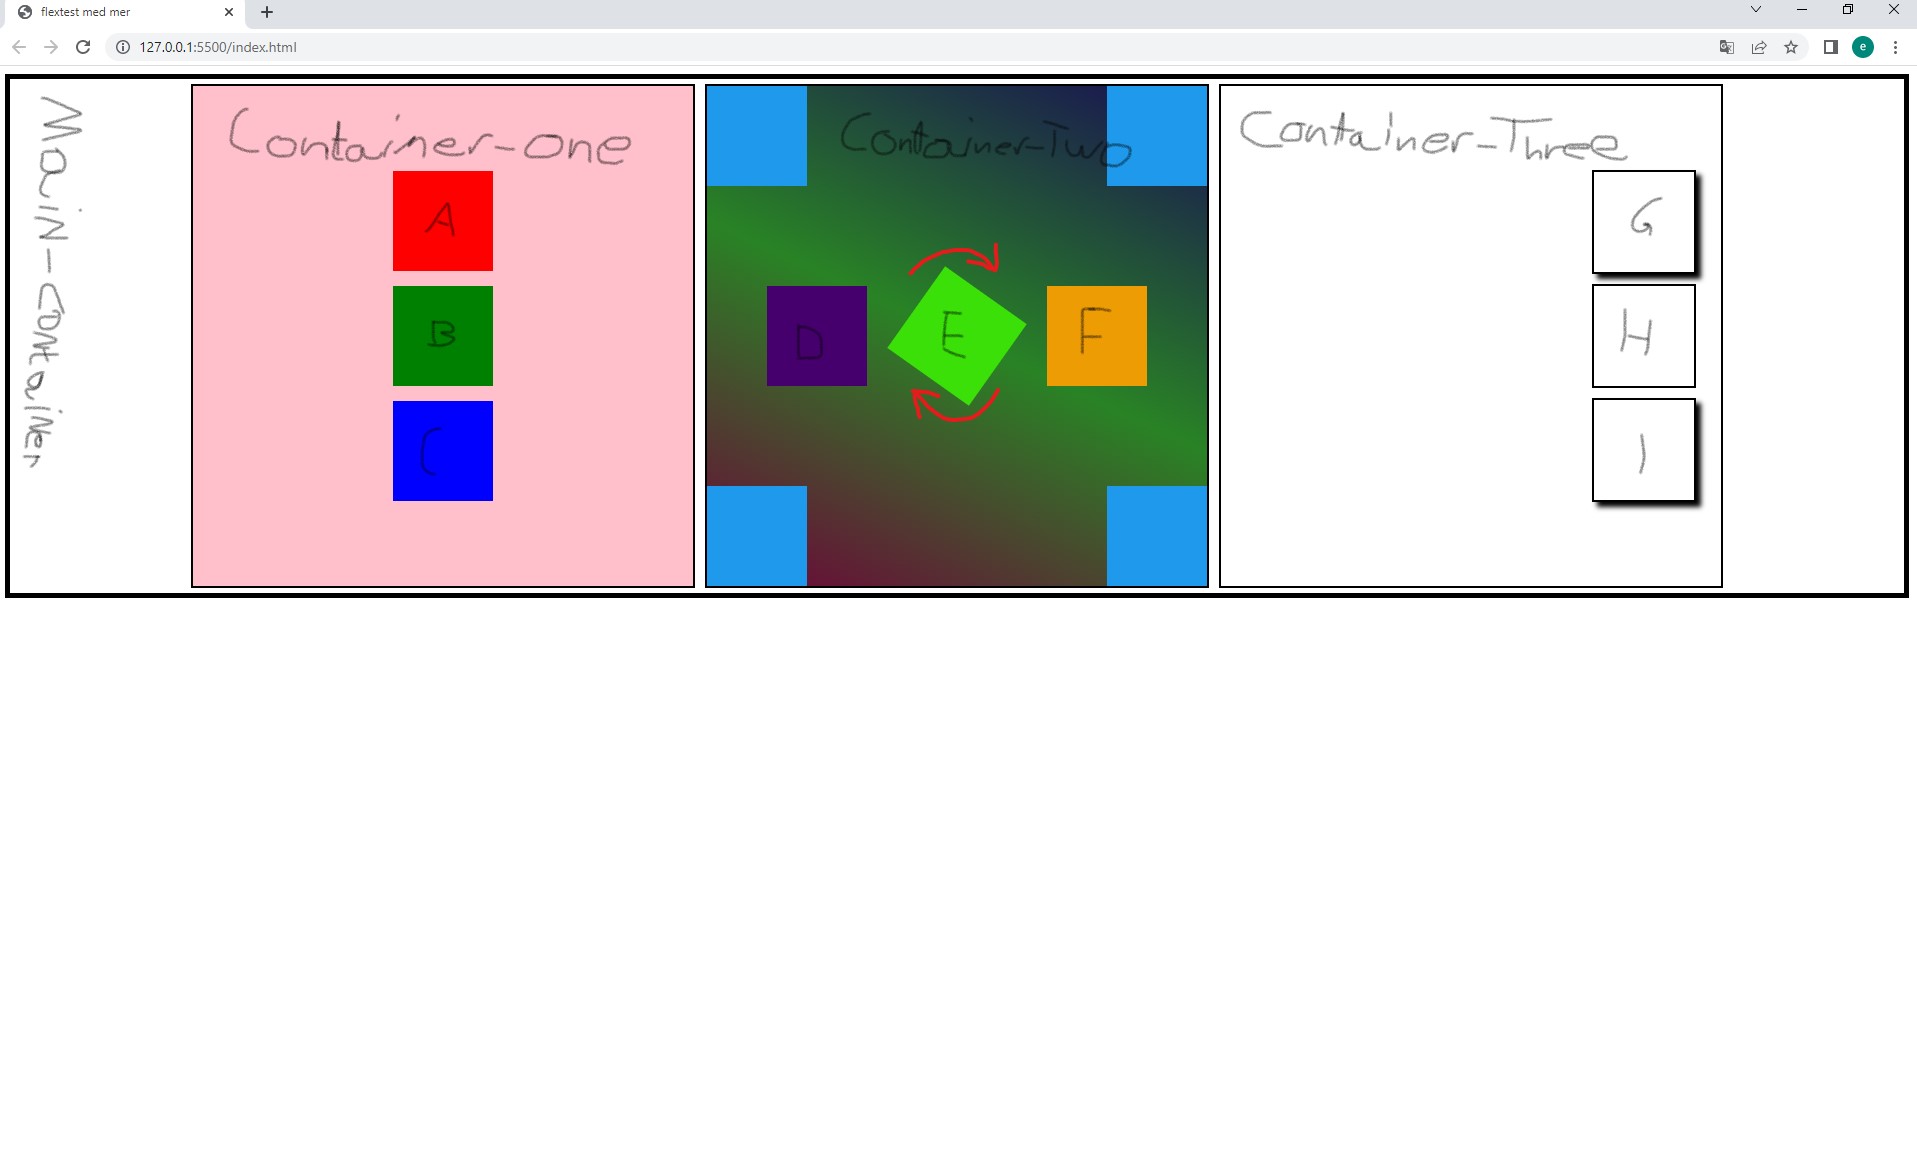 flextest med mer
127.0.0.1:5500/index.html
e
Main-container
Container-one
A
B
C
Container-Two
D
E
F
Container-Three
G
H
I